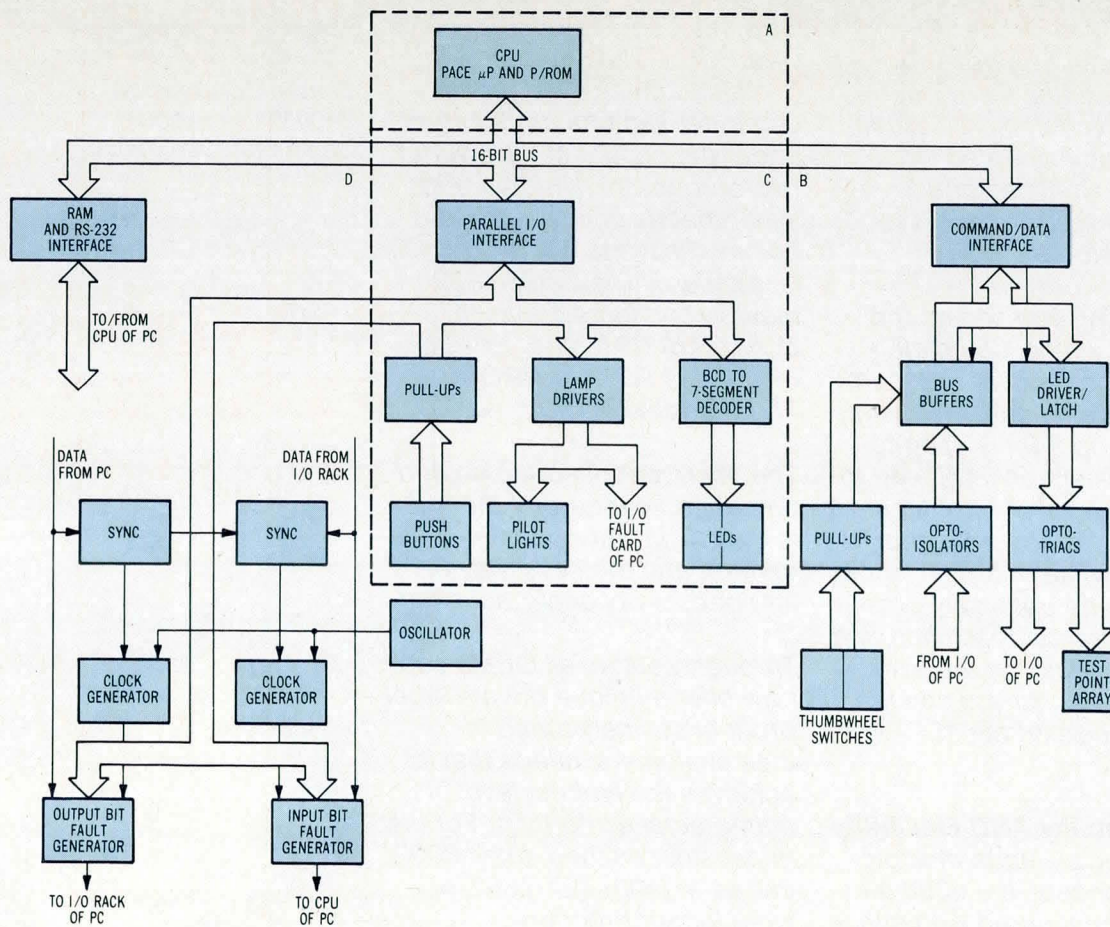 A
CPU
PACE μP AND P/ROM
16-BIT BUS
D
C
B
RAM
AND RS-232
INTERFACE
PARALLEL I/O
INTERFACE
COMMAND/DATA
INTERFACE
TO/FROM
CPU OF PC
PULL-UPs
LAMP
DRIVERS
BCD TO
7-SEGMENT
DECODER
BUS
BUFFERS
LED
DRIVER/
LATCH
DATA
FROM PC
DATA FROM
I/O RACK
SYNC
SYNC
PUSH
BUTTONS
PILOT
LIGHTS
TO I/O
FAULT
CARD
OF PC
LEDs
PULL-UPs
OPTO-
ISOLATORS
OPTO-
TRIACS
OSCILLATOR
CLOCK
GENERATOR
CLOCK
GENERATOR
THUMBWHEEL
SWITCHES
FROM I/O
OF PC
TO I/O
OF PC
TEST
POINT
ARRAY
OUTPUT BIT
FAULT
GENERATOR
INPUT BIT
FAULT
GENERATOR
TO I/O RACK
OF PC
TO CPU
OF PC